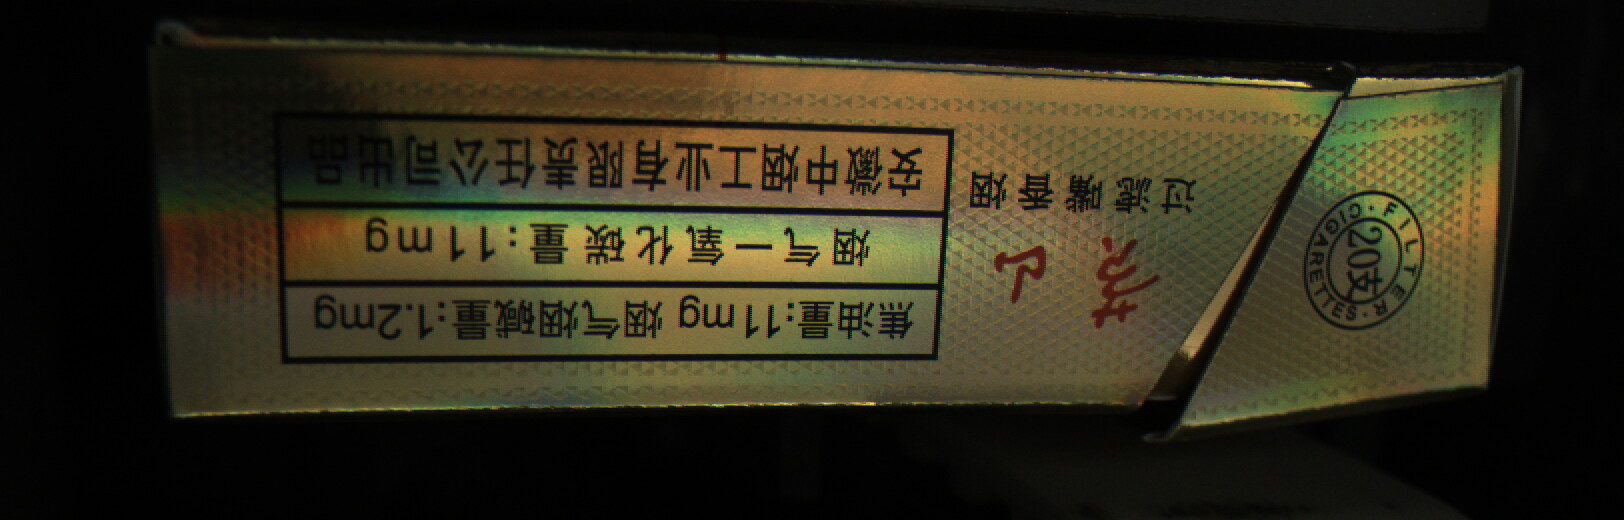 FILTER·CIGARETTES·
20支
黄山
过滤嘴香烟
焦油量:11mg 烟气烟碱量:1.2mg
烟气一氧化碳量:11mg
安徽中烟工业有限责任公司出品